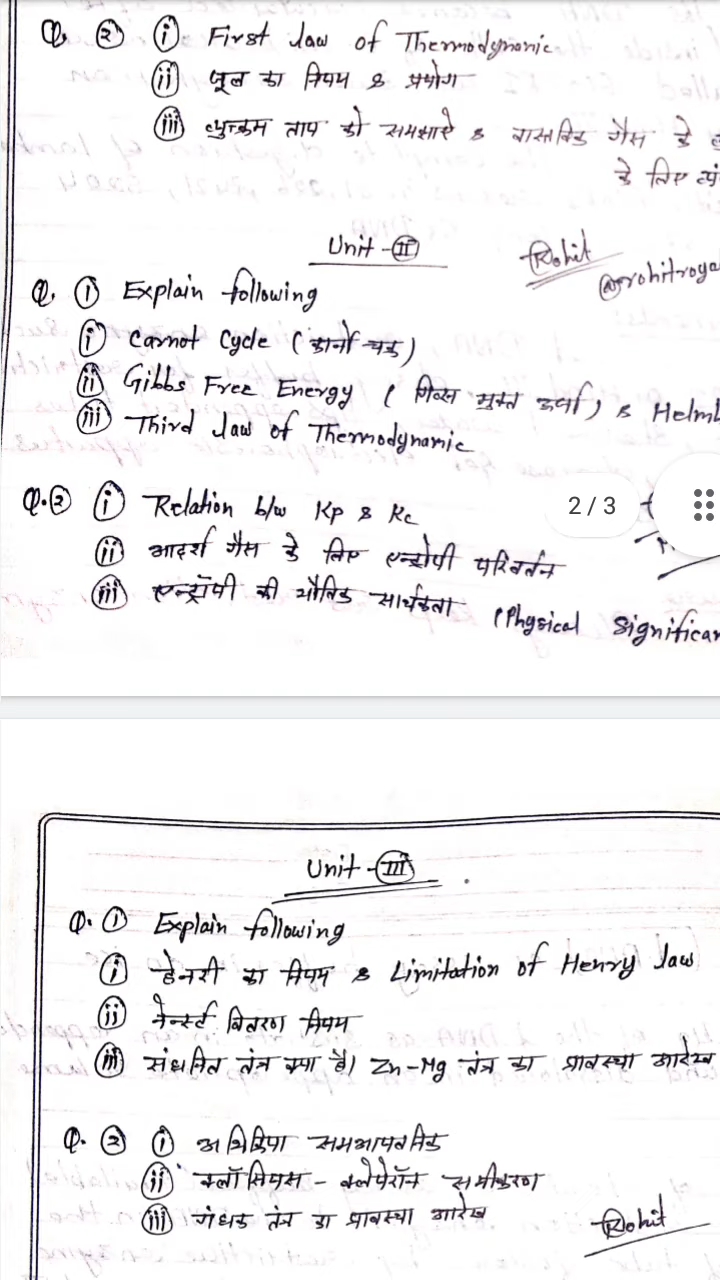 Q. ② ⓘ First law of Thermodynamic
ⓘⓘ जूल का नियम & प्रयोग
ⓘⓘⓘ व्युत्क्रम ताप को समझाइये & वास्तविक गैस के
के लिए
Unit - Ⅱ
Rohit
@rohitroya
Q. ① Explain following
ⓘ Carnot Cycle (कार्नो चक्र)
ⓘⓘ Gibbs Free Energy (गिब्स मुक्त ऊर्जा) & Helm
ⓘⓘⓘ Third law of Thermodynamic
Q.② ⓘ Relation b/w Kp & Kc
2 / 3
ⓘⓘ आदर्श गैस के लिए एन्ट्रोपी परिवर्तन
ⓘⓘⓘ एन्ट्रॉपी की भौतिक सार्थकता (Physical Significan
Unit - Ⅲ
Q. ① Explain following
ⓘ हेनरी का नियम & Limitation of Henry law
ⓘⓘ नेर्न्स्ट वितरण नियम
ⓘⓘⓘ संघनित तंत्र क्या है। Zn-Mg तंत्र का प्रावस्था आरेख
Q. ② ⓘ अभिक्रिया समआयतनिक
ⓘⓘ क्लॉसियस - क्लेपेरॉन समीकरण
ⓘⓘⓘ गंधक तंत्र का प्रावस्था आरेख
Rohit